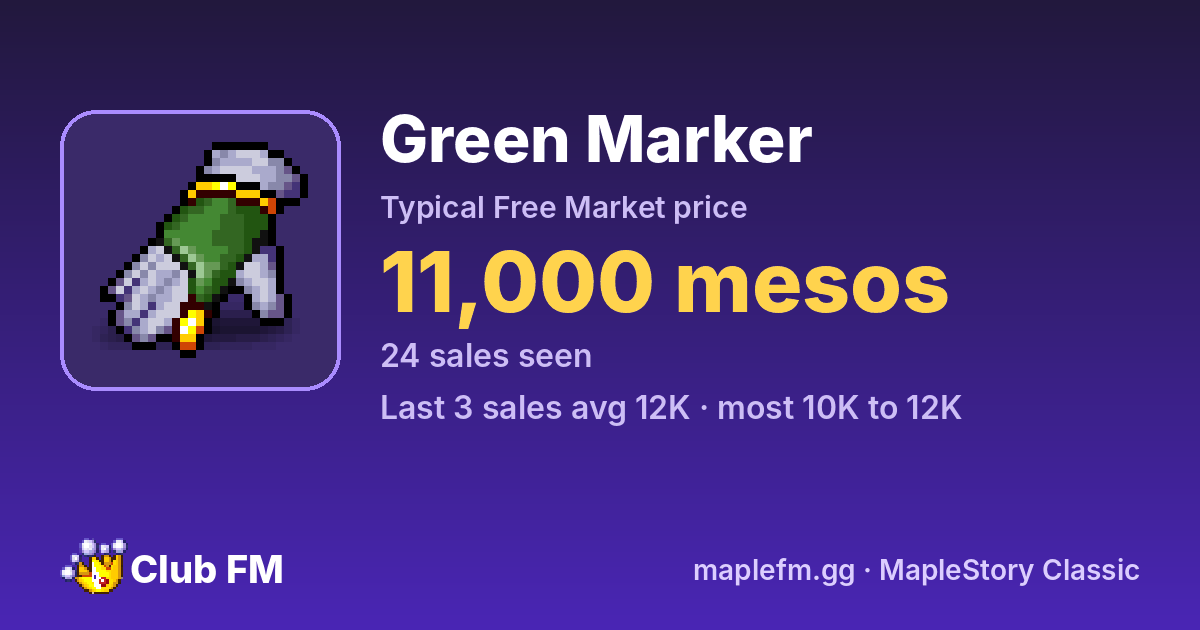 Green Marker
Typical Free Market price
11,000 mesos
24 sales seen
Last 3 sales avg 12K · most 10K to 12K
Club FM
maplefm.gg · MapleStory Classic